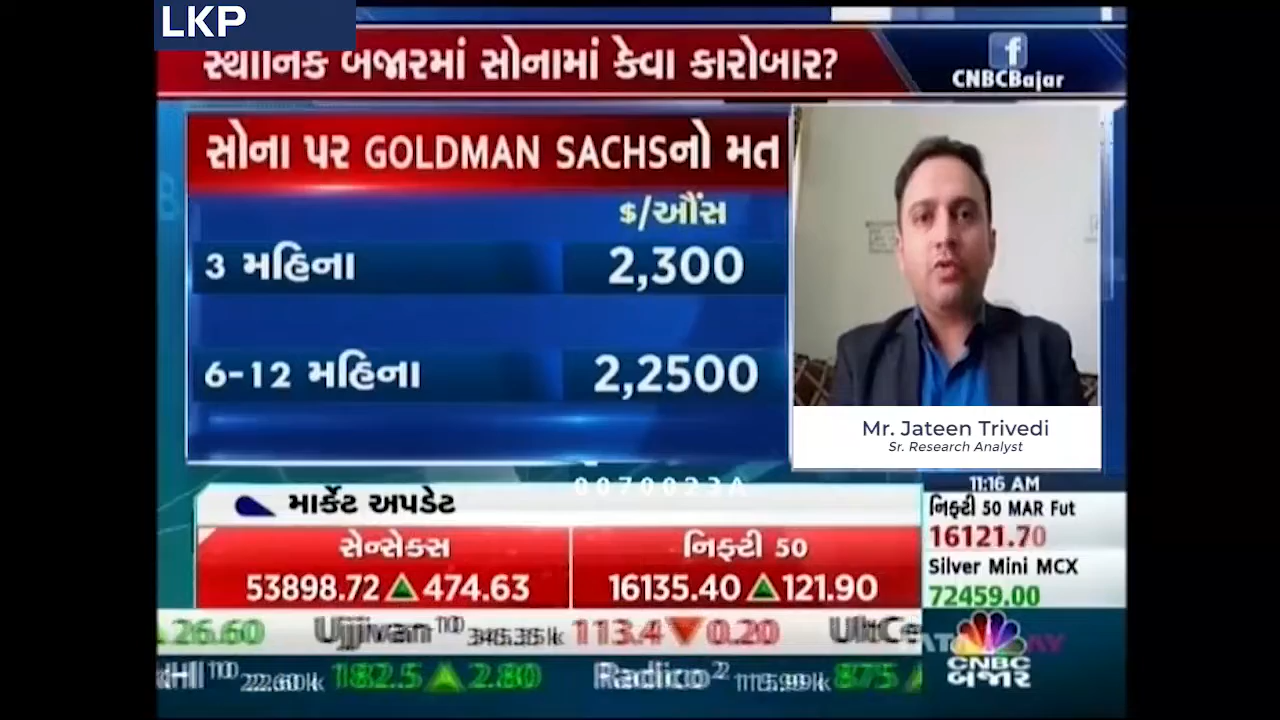 LKP
સ્થાનિક બજારમાં સોનામાં કેવા કારોબાર?
CNBCBajar
સોના પર GOLDMAN SACHSનો મત
$/ઔંસ
3 મહિના 2,300
6-12 મહિના 2,2500
Mr. Jateen Trivedi
Sr. Research Analyst
0070023A
11:16 AM
માર્કેટ અપડેટ
નિફ્ટી 50 MAR Fut
16121.70
સેન્સેક્સ
53898.72 ▲ 474.63
નિફ્ટી 50
16135.40 ▲ 121.90
Silver Mini MCX
72459.00
26.60 Ujjivan 113.4 ▼ 0.20
182.5 ▲ 2.80 Radico 875
CNBC
બજાર